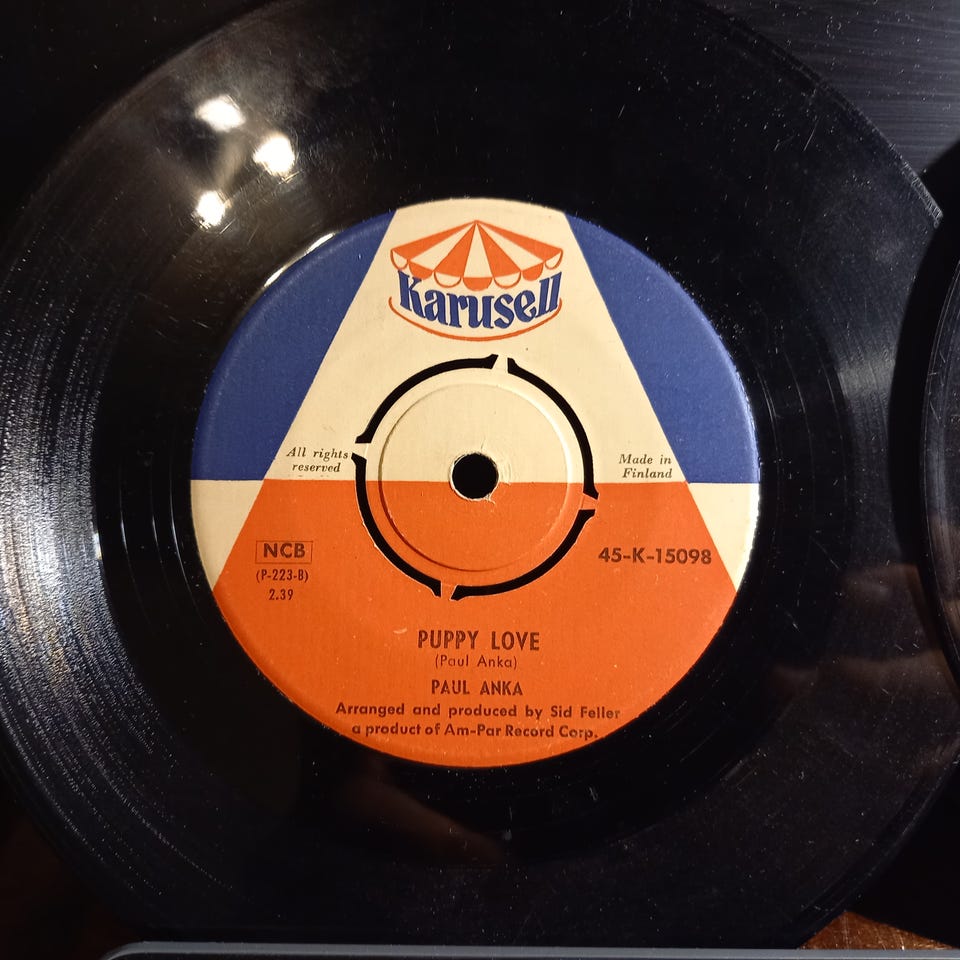 Karusell
All rights
reserved
Made in
Finland
NCB
(P-223-B)
2.39
45-K-15098
PUPPY LOVE
(Paul Anka)
PAUL ANKA
Arranged and produced by Sid Feller
a product of Am-Par Record Corp.